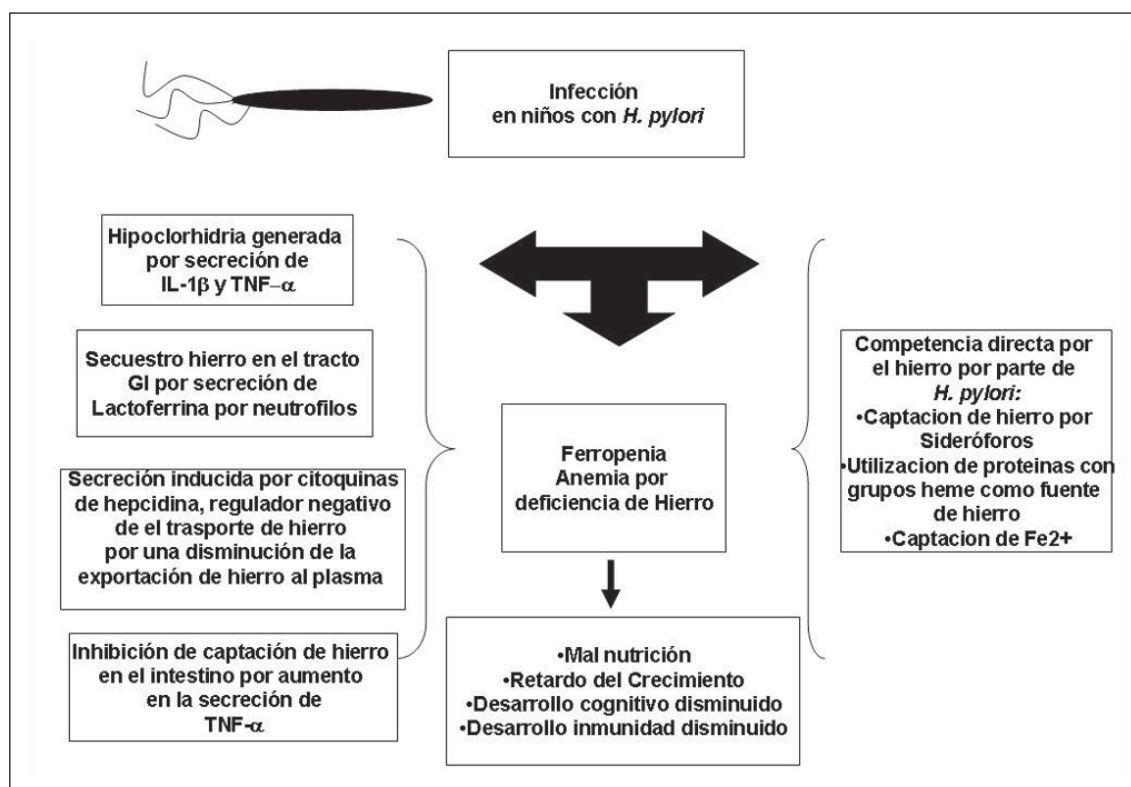 Infección
en niños con H. pylori
Hipoclorhidria generada
por secreción de
IL-1β y TNF–α
Secuestro hierro en el tracto
GI por secreción de
Lactoferrina por neutrofilos
Secreción inducida por citoquinas
de hepcidina, regulador negativo
de el trasporte de hierro
por una disminución de la
exportación de hierro al plasma
Inhibición de captación de hierro
en el intestino por aumento
en la secreción de
TNF-α
Ferropenia
Anemia por
deficiencia de Hierro
•Mal nutrición
•Retardo del Crecimiento
•Desarrollo cognitivo disminuido
•Desarrollo inmunidad disminuido
Competencia directa por
el hierro por parte de
H. pylori:
•Captacion de hierro por
Sideróforos
•Utilizacion de proteinas con
grupos heme como fuente
de hierro
•Captacion de Fe2+